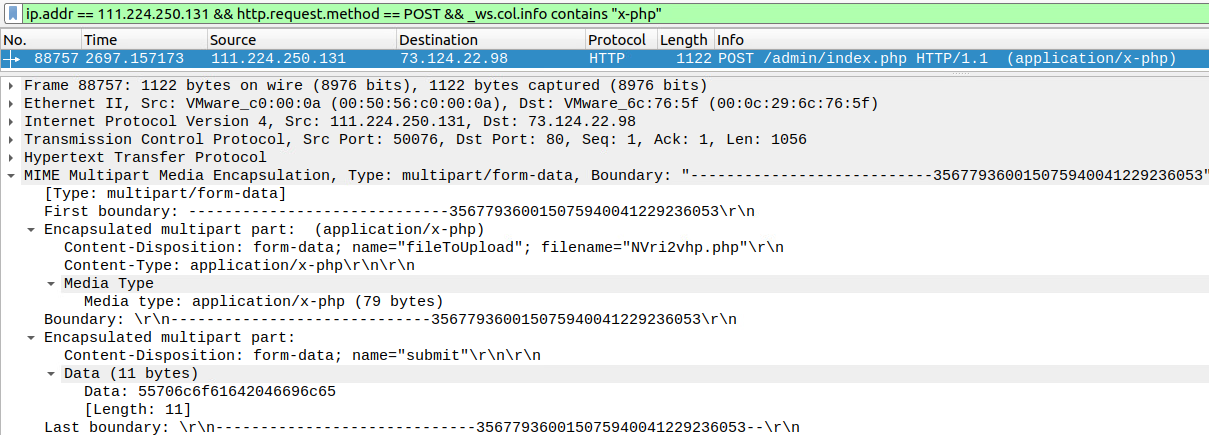 ip.addr == 111.224.250.131 && http.request.method == POST && _ws.col.info contains "x-php"
No. Time Source Destination Protocol Length Info
88757 2697.157173 111.224.250.131 73.124.22.98 HTTP 1122 POST /admin/index.php HTTP/1.1 (application/x-php)
Frame 88757: 1122 bytes on wire (8976 bits), 1122 bytes captured (8976 bits)
Ethernet II, Src: VMware_c0:00:0a (00:50:56:c0:00:0a), Dst: VMware_6c:76:5f (00:0c:29:6c:76:5f)
Internet Protocol Version 4, Src: 111.224.250.131, Dst: 73.124.22.98
Transmission Control Protocol, Src Port: 50076, Dst Port: 80, Seq: 1, Ack: 1, Len: 1056
Hypertext Transfer Protocol
MIME Multipart Media Encapsulation, Type: multipart/form-data, Boundary: "---------------------------356779360015075940041229236053"
[Type: multipart/form-data]
First boundary: -----------------------------356779360015075940041229236053\r\n
Encapsulated multipart part: (application/x-php)
Content-Disposition: form-data; name="fileToUpload"; filename="NVri2vhp.php"\r\n
Content-Type: application/x-php\r\n\r\n
Media Type
Media type: application/x-php (79 bytes)
Boundary: \r\n-----------------------------356779360015075940041229236053\r\n
Encapsulated multipart part:
Content-Disposition: form-data; name="submit"\r\n\r\n
Data (11 bytes)
Data: 55706c6f61642046696c65
[Length: 11]
Last boundary: \r\n-----------------------------356779360015075940041229236053--\r\n